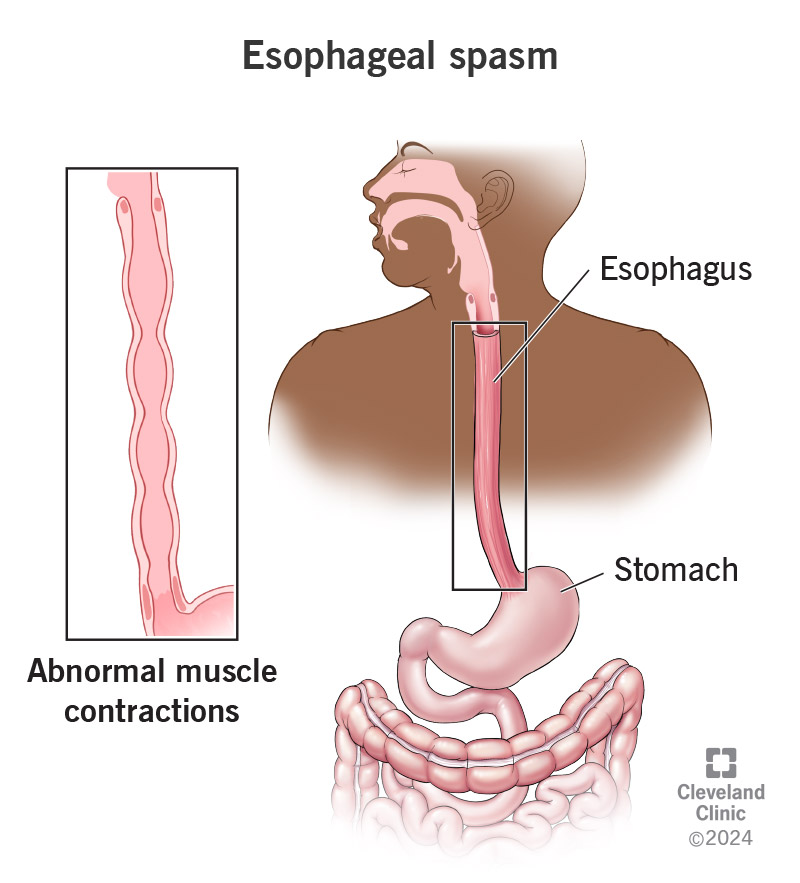 Esophageal spasm
Esophagus
Stomach
Abnormal muscle
contractions
Cleveland
Clinic
©2024